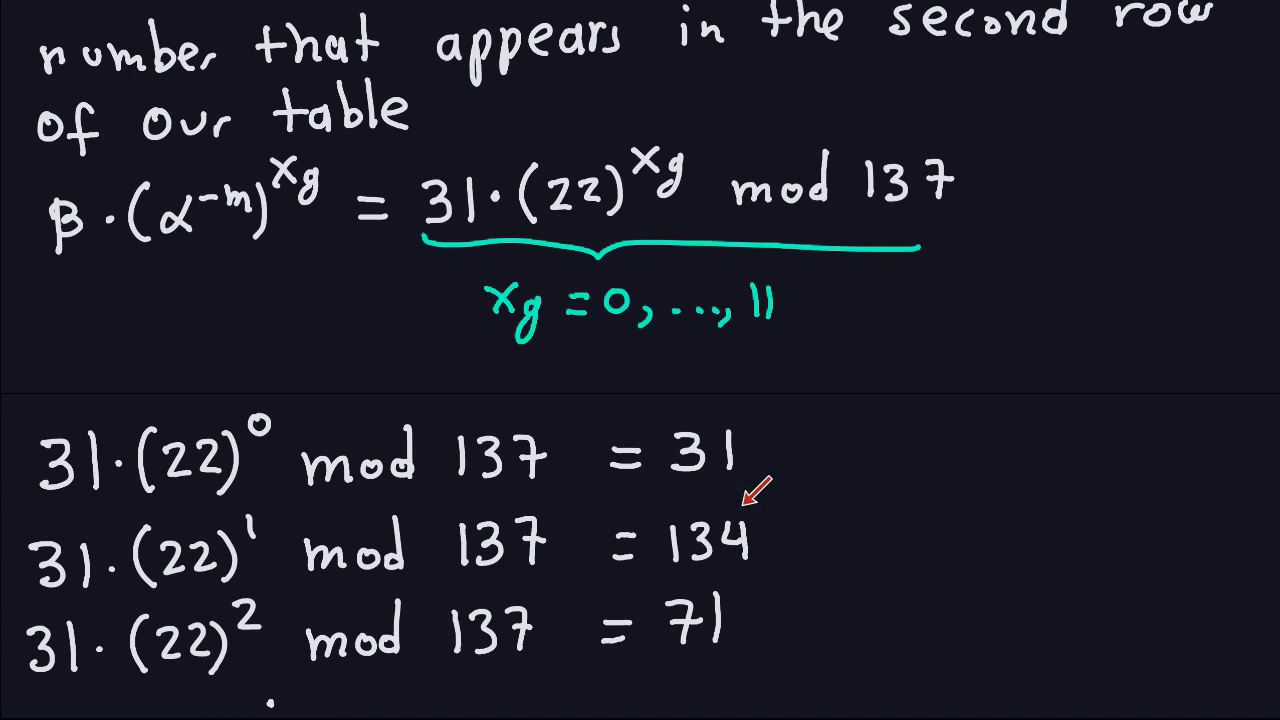 number that appears in the second row
of our table
β · (α⁻ᵐ)^xg = 31 · (22)^xg mod 137
xg = 0, ..., 11
31 · (22)⁰ mod 137 = 31
31 · (22)¹ mod 137 = 134
31 · (22)² mod 137 = 71